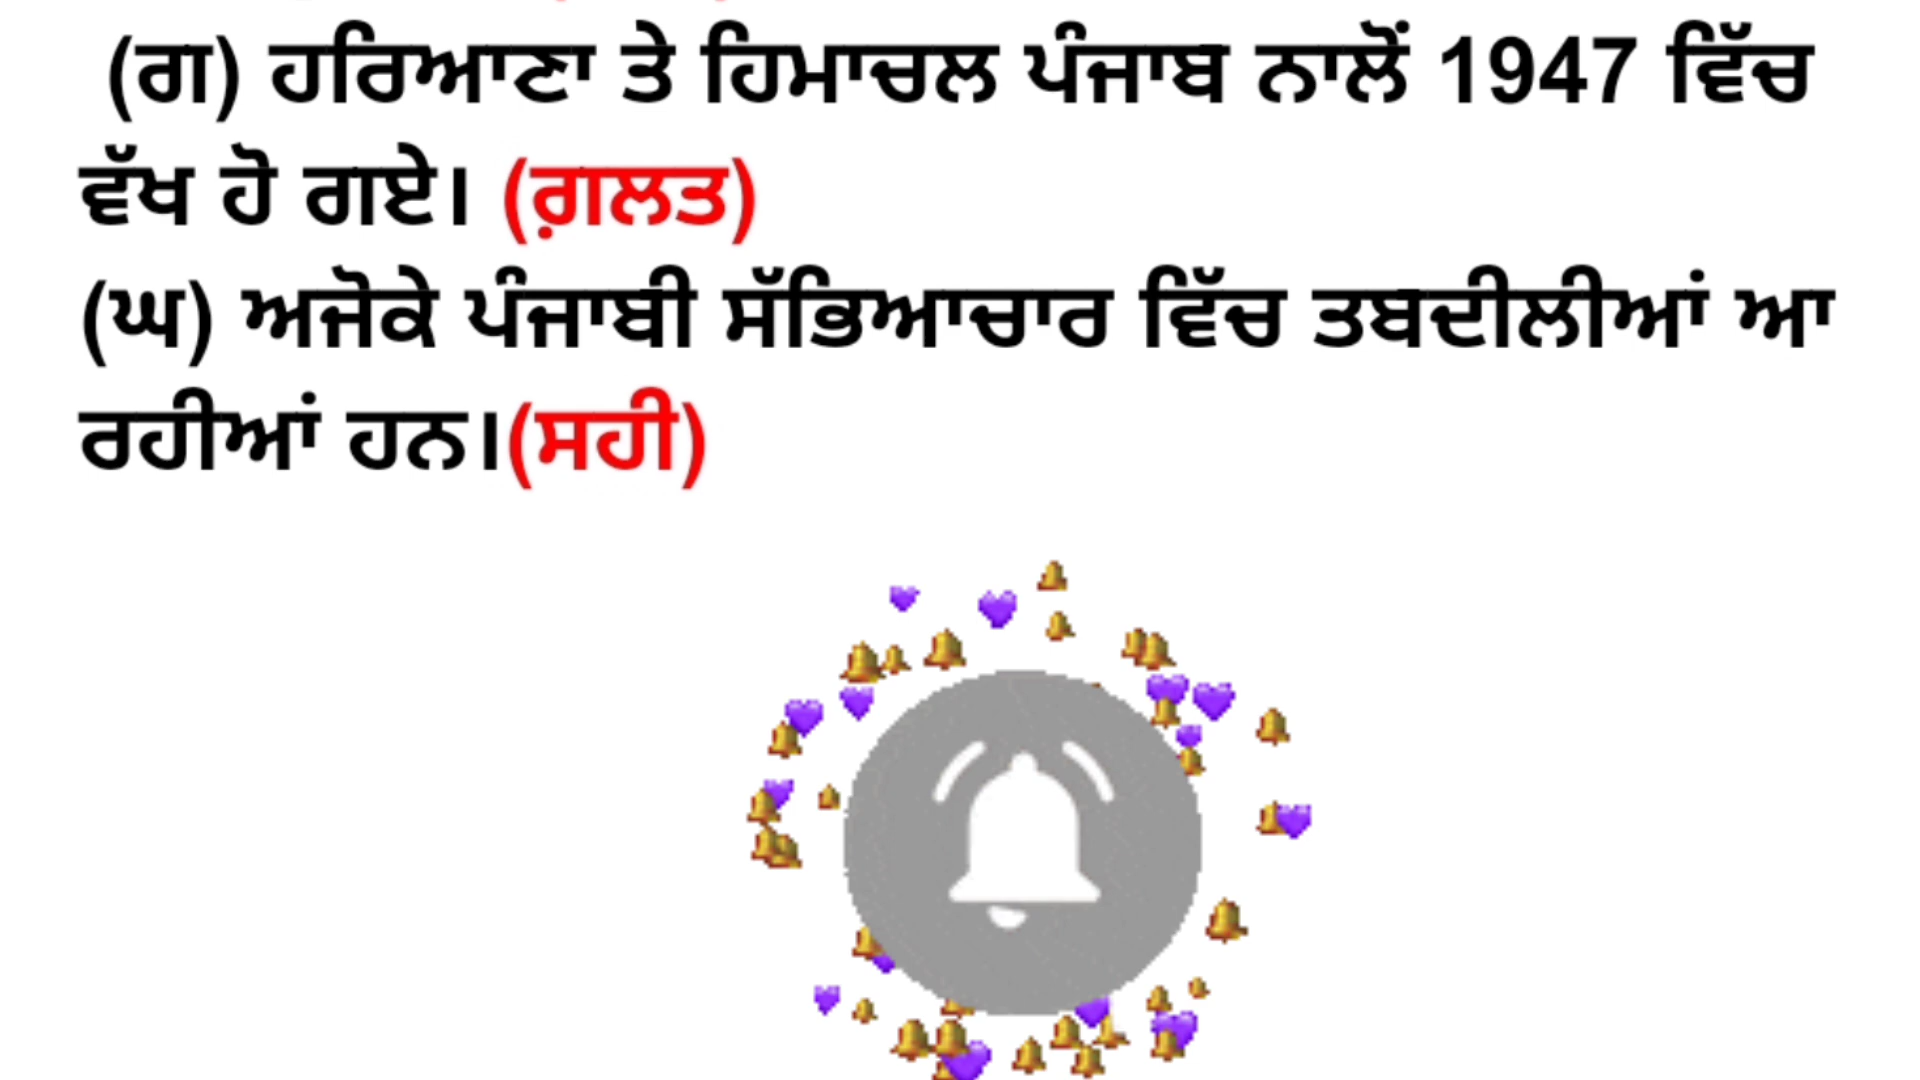 (ਗ) ਹਰਿਆਣਾ ਤੇ ਹਿਮਾਚਲ ਪੰਜਾਬ ਨਾਲੋਂ 1947 ਵਿੱਚ
ਵੱਖ ਹੋ ਗਏ। (ਗ਼ਲਤ)
(ਘ) ਅਜੋਕੇ ਪੰਜਾਬੀ ਸੱਭਿਆਚਾਰ ਵਿੱਚ ਤਬਦੀਲੀਆਂ ਆ
ਰਹੀਆਂ ਹਨ।(ਸਹੀ)